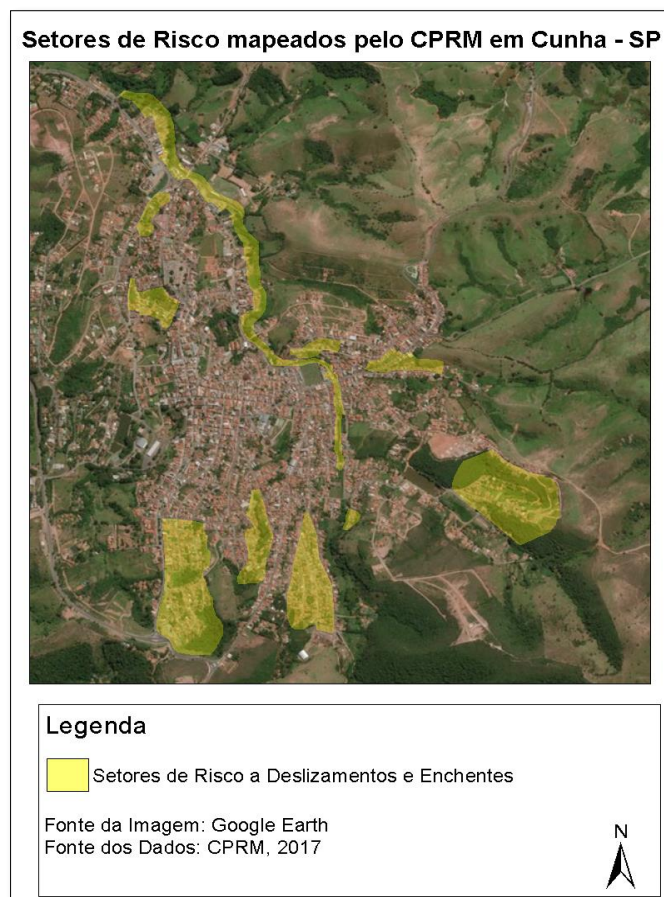 Setores de Risco mapeados pelo CPRM em Cunha - SP
Legenda
Setores de Risco a Deslizamentos e Enchentes
Fonte da Imagem: Google Earth
Fonte dos Dados: CPRM, 2017
N